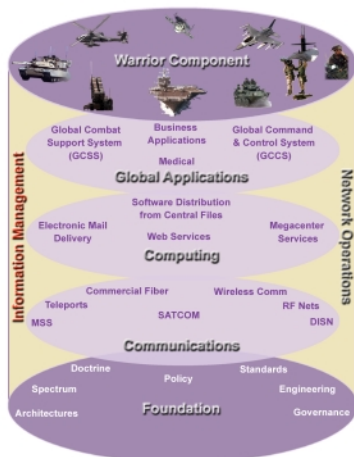 Warrior Component
Global Combat
Support System
(GCSS)
Business
Applications
Medical
Global Command
& Control System
(GCCS)
Global Applications
Software Distribution
from Central Files
Electronic Mail
Delivery
Web Services
Megacenter
Services
Computing
Commercial Fiber
Wireless Comm
Teleports
RF Nets
MSS
SATCOM
DISN
Communications
Doctrine
Policy
Standards
Spectrum
Engineering
Architectures
Governance
Foundation
Information Management
Network Operations